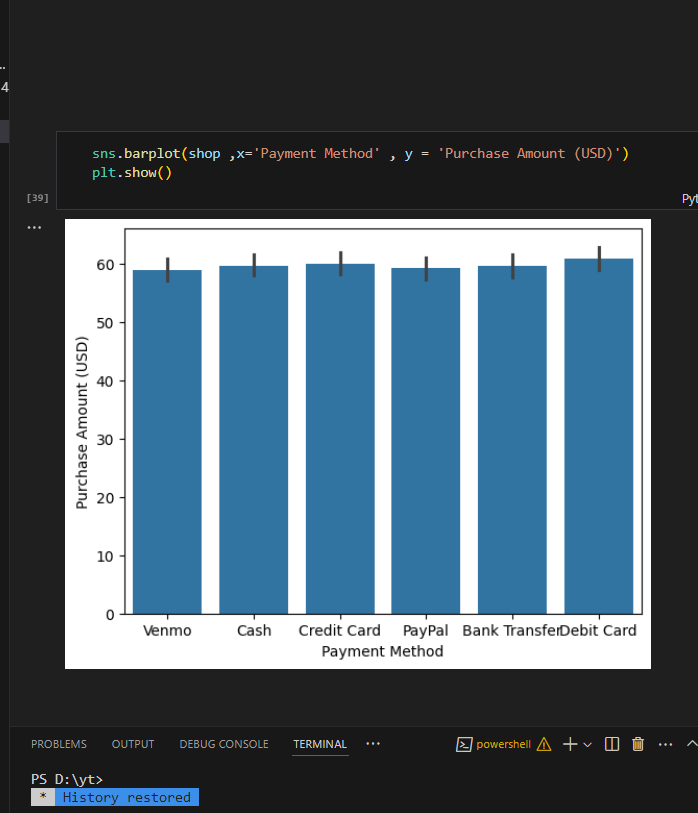 4
sns.barplot(shop ,x='Payment Method' , y = 'Purchase Amount (USD)')
plt.show()
[39]
Pyt
...
60
50
40
30
20
10
0
Purchase Amount (USD)
Venmo Cash Credit Card PayPal Bank Transfer Debit Card
Payment Method
PROBLEMS OUTPUT DEBUG CONSOLE TERMINAL ... powershell ...
PS D:\yt>
* History restored